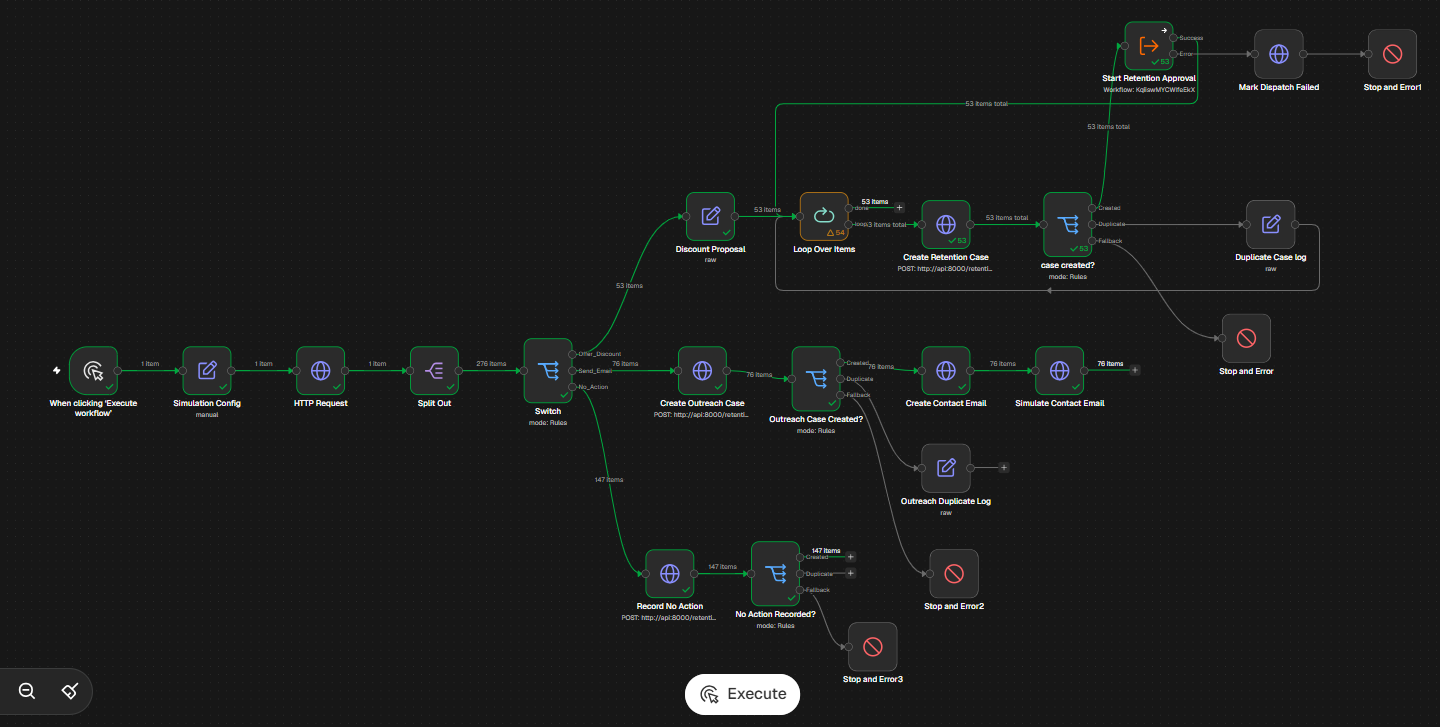 Success
Error
53
Start Retention Approval
Workflow: KqjiswMYCWlfeEkX
Mark Dispatch Failed
Stop and Error1
53 items total
53 items total
53 items
Discount Proposal
raw
54
Loop Over Items
53 items
done
loop
53 items total
53
Create Retention Case
POST: http://api:8000/retenti...
53 items total
53
case created?
mode: Rules
Created
Duplicate
Fallback
Duplicate Case log
raw
53 items
Stop and Error
When clicking 'Execute
workflow'
1 item
Simulation Config
manual
1 item
HTTP Request
1 item
Split Out
276 items
Switch
mode: Rules
Offer_Discount
Send_Email
No_Action
76 items
Create Outreach Case
POST: http://api:8000/retenti...
76 items
Outreach Case Created?
mode: Rules
Created
Duplicate
Fallback
76 items
Create Contact Email
76 items
Simulate Contact Email
76 items
Outreach Duplicate Log
raw
147 items
Record No Action
POST: http://api:8000/retenti...
147 items
No Action Recorded?
mode: Rules
147 items
Created
Duplicate
Fallback
Stop and Error2
Stop and Error3
Execute